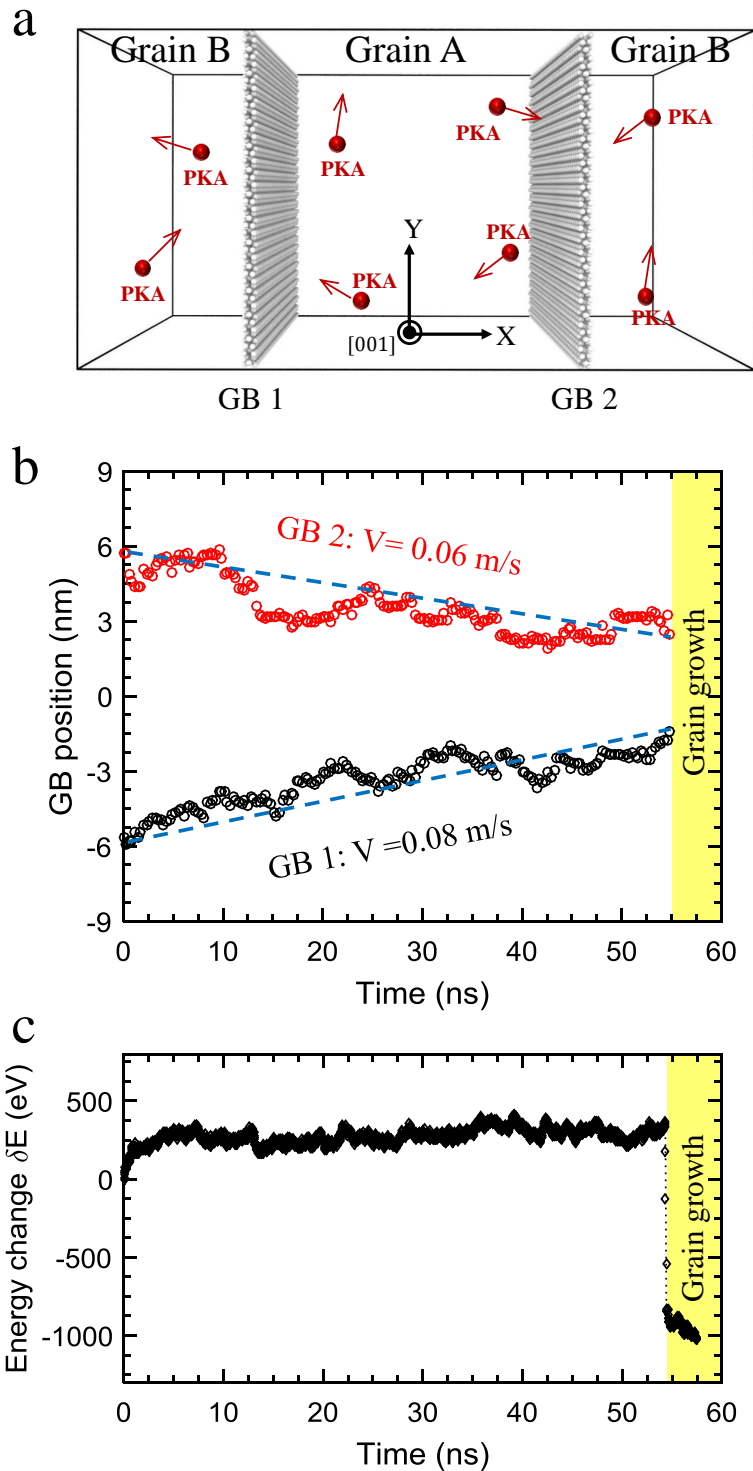 a
Grain B
Grain A
Grain B
PKA
PKA
PKA
PKA
PKA
PKA
PKA
PKA
Y
X
[001]
GB 1
GB 2
b
9
6
3
0
-3
-6
-9
GB position (nm)
GB 2: V= 0.06 m/s
GB 1: V =0.08 m/s
Grain growth
0
10
20
30
40
50
60
Time (ns)
c
500
0
-500
-1000
Energy change δE (eV)
Grain growth
0
10
20
30
40
50
60
Time (ns)